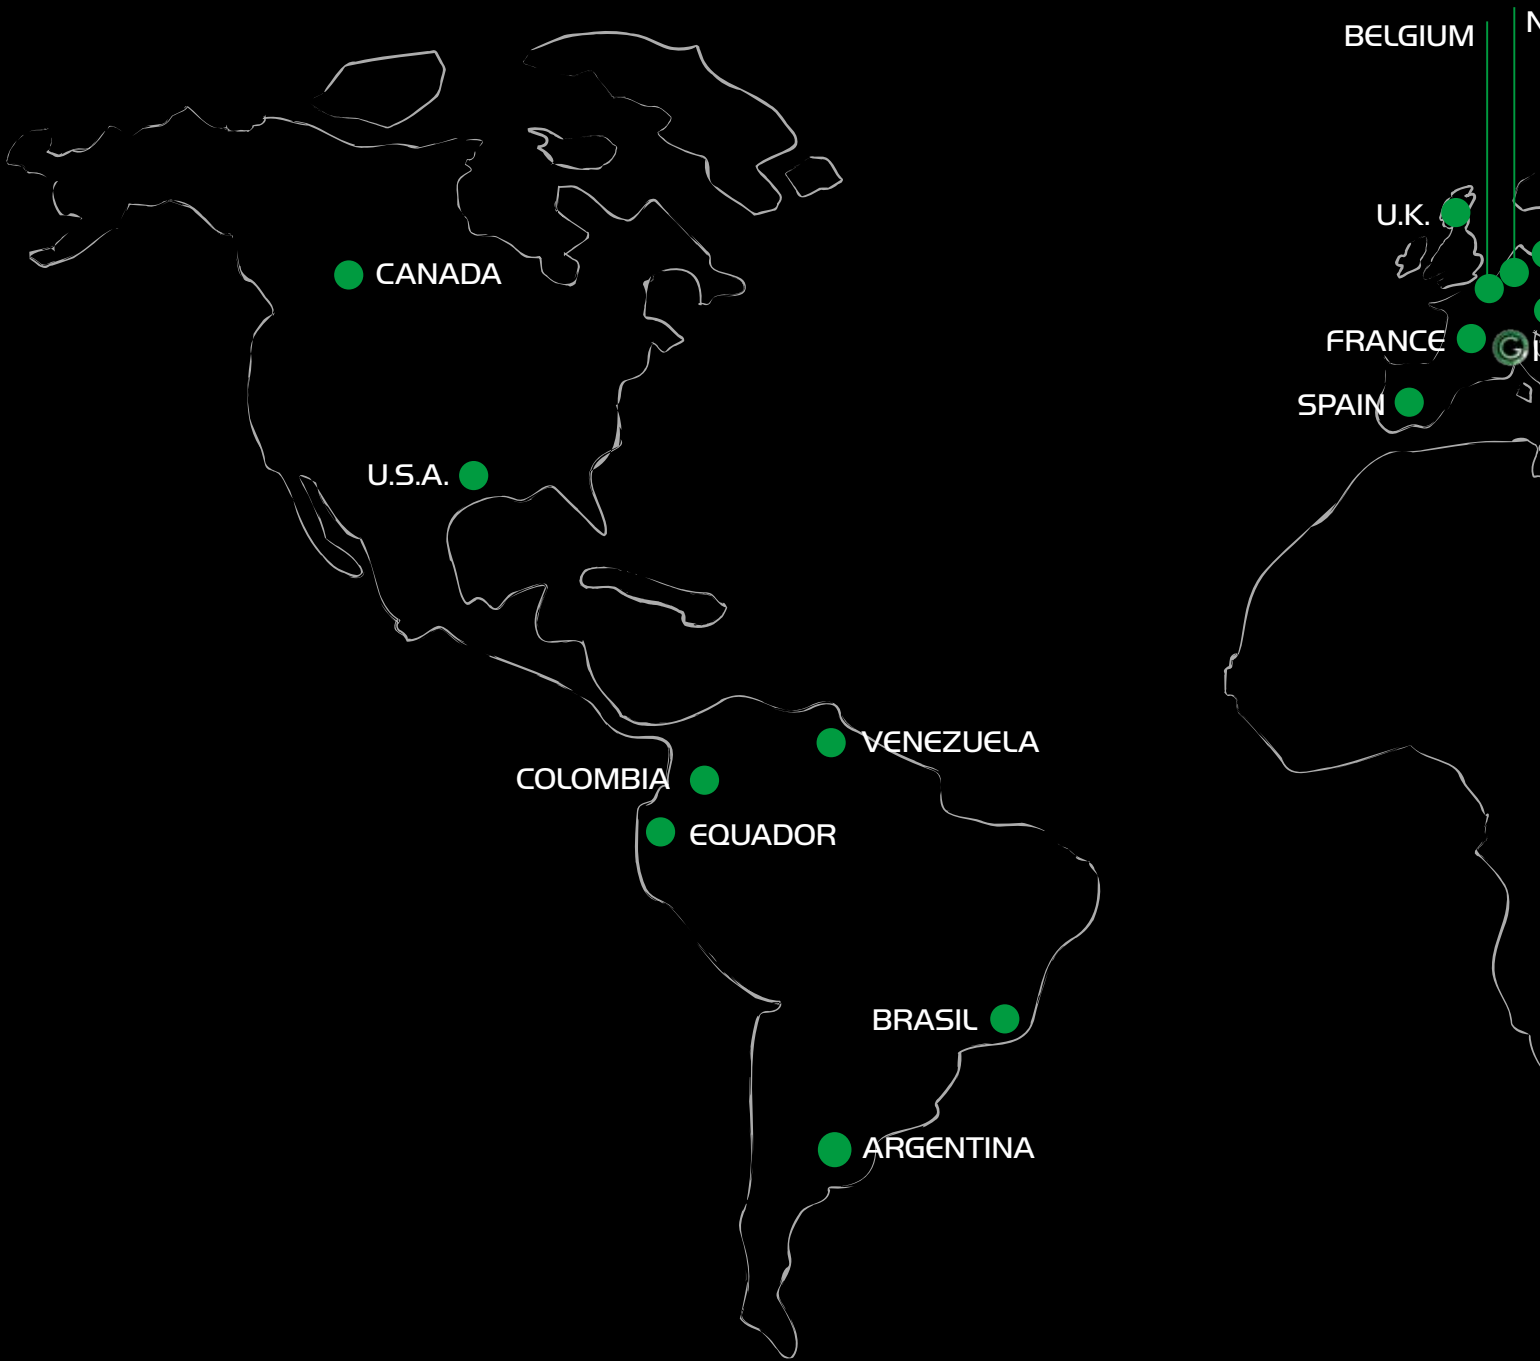 BELGIUM
N
U.K.
CANADA
FRANCE
SPAIN
U.S.A.
VENEZUELA
COLOMBIA
EQUADOR
BRASIL
ARGENTINA